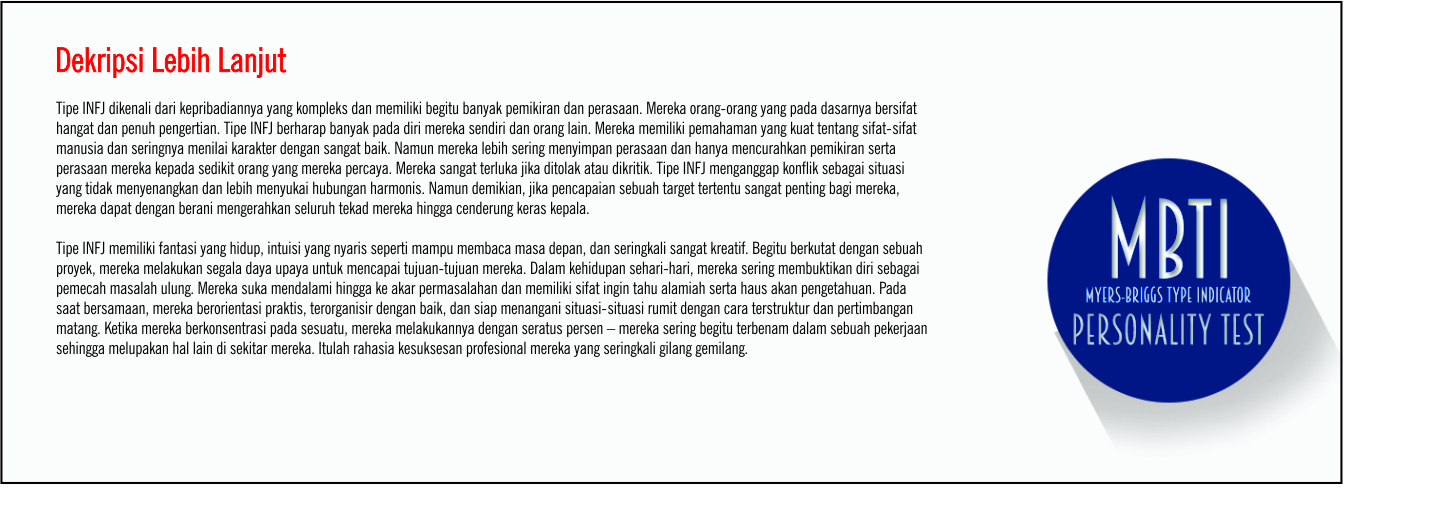 Dekripsi Lebih Lanjut
Tipe INFJ dikenali dari kepribadiannya yang kompleks dan memiliki begitu banyak pemikiran dan perasaan. Mereka orang-orang yang pada dasarnya bersifat
hangat dan penuh pengertian. Tipe INFJ berharap banyak pada diri mereka sendiri dan orang lain. Mereka memiliki pemahaman yang kuat tentang sifat-sifat
manusia dan seringnya menilai karakter dengan sangat baik. Namun mereka lebih sering menyimpan perasaan dan hanya mencurahkan pemikiran serta
perasaan mereka kepada sedikit orang yang mereka percaya. Mereka sangat terluka jika ditolak atau dikritik. Tipe INFJ menganggap konflik sebagai situasi
yang tidak menyenangkan dan lebih menyukai hubungan harmonis. Namun demikian, jika pencapaian sebuah target tertentu sangat penting bagi mereka,
mereka dapat dengan berani mengerahkan seluruh tekad mereka hingga cenderung keras kepala.
Tipe INFJ memiliki fantasi yang hidup, intuisi yang nyaris seperti mampu membaca masa depan, dan seringkali sangat kreatif. Begitu berkutat dengan sebuah
proyek, mereka melakukan segala daya upaya untuk mencapai tujuan-tujuan mereka. Dalam kehidupan sehari-hari, mereka sering membuktikan diri sebagai
pemecah masalah ulung. Mereka suka mendalami hingga ke akar permasalahan dan memiliki sifat ingin tahu alamiah serta haus akan pengetahuan. Pada
saat bersamaan, mereka berorientasi praktis, terorganisir dengan baik, dan siap menangani situasi-situasi rumit dengan cara terstruktur dan pertimbangan
matang. Ketika mereka berkonsentrasi pada sesuatu, mereka melakukannya dengan seratus persen – mereka sering begitu terbenam dalam sebuah pekerjaan
sehingga melupakan hal lain di sekitar mereka. Itulah rahasia kesuksesan profesional mereka yang seringkali gilang gemilang.
MBTI
MYERS-BRIGGS TYPE INDICATOR
PERSONALITY TEST